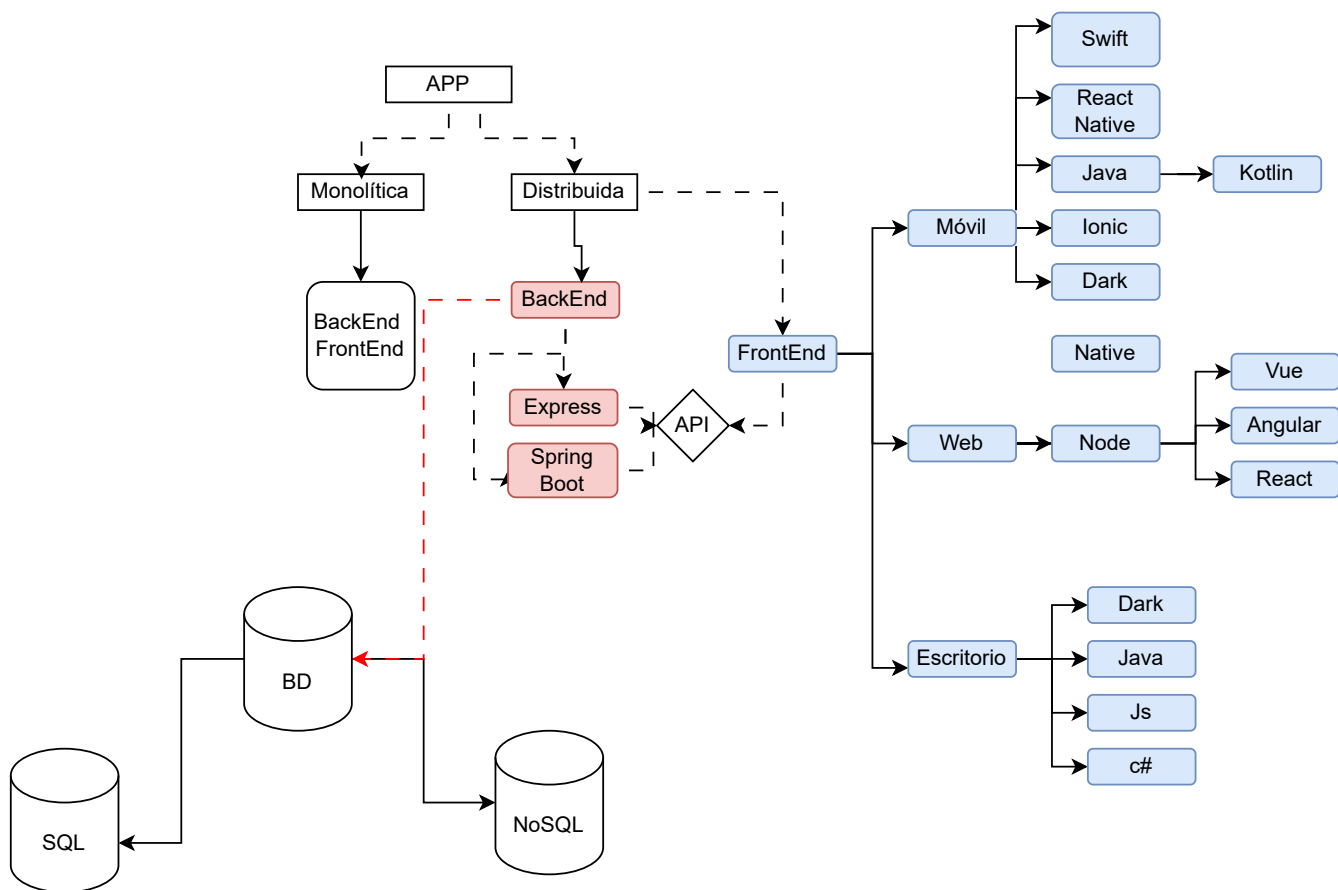 APP
Monolítica
Distribuida
BackEnd
FrontEnd
BackEnd
Express
Spring
Boot
API
FrontEnd
Móvil
Swift
React
Native
Java
Kotlin
Ionic
Dark
Native
Web
Node
Vue
Angular
React
Escritorio
Dark
Java
Js
c#
BD
SQL
NoSQL